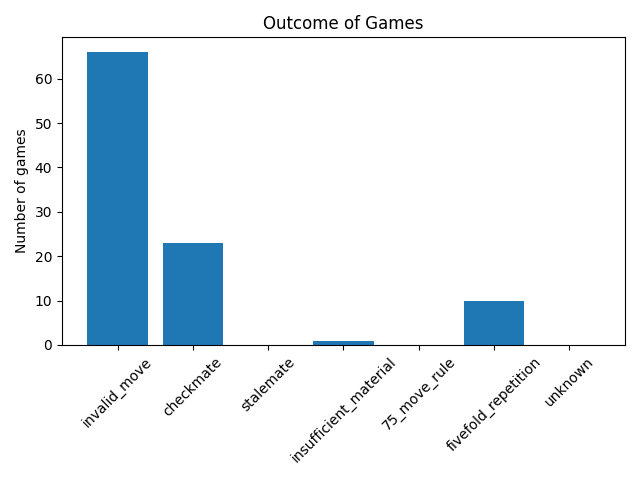 Outcome of Games
Number of games
60
50
40
30
20
10
0
invalid_move
checkmate
stalemate
insufficient_material
75_move_rule
fivefold_repetition
unknown